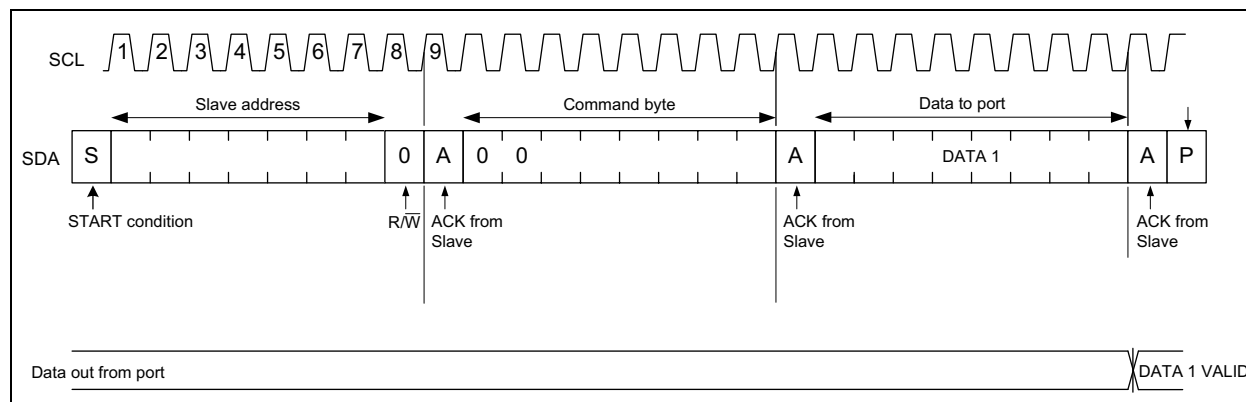 SCL 1 2 3 4 5 6 7 8 9
Slave address Command byte Data to port
SDA S 0 A 0 0 A DATA 1 A P
START condition R/W̅ ACK from Slave ACK from Slave ACK from Slave
Data out from port DATA 1 VALID